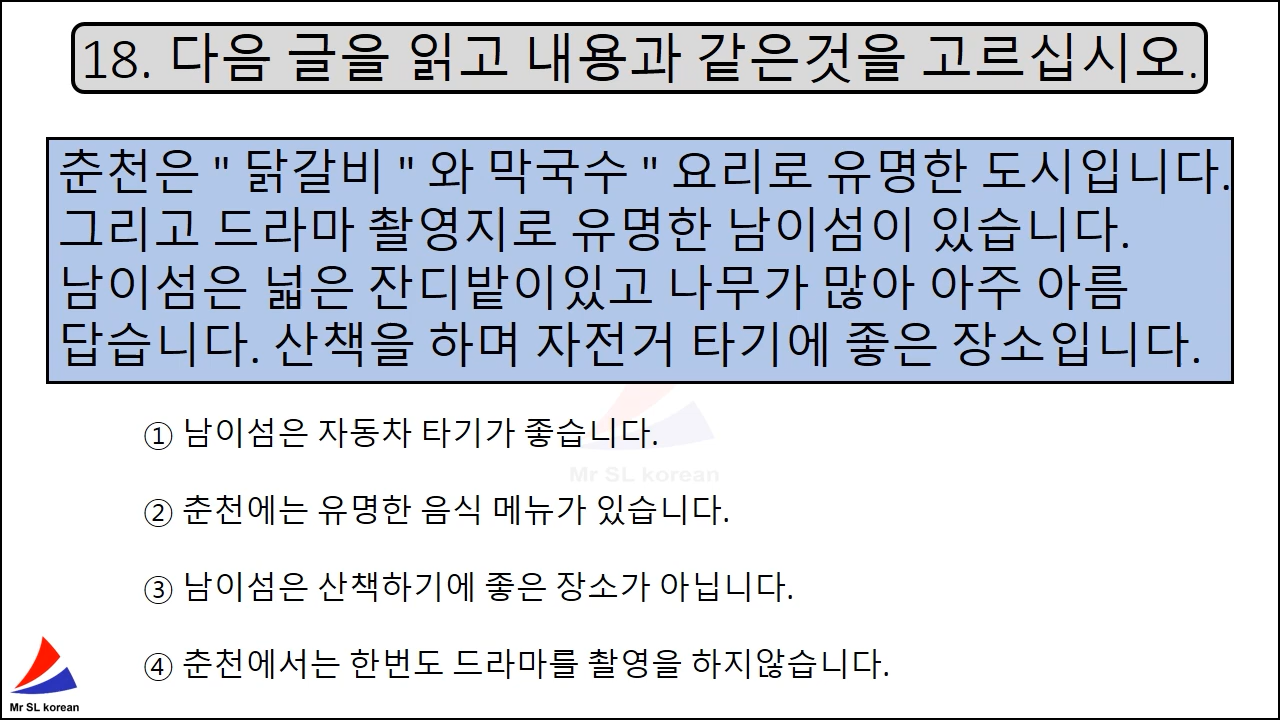 18. 다음 글을 읽고 내용과 같은것을 고르십시오.
춘천은 " 닭갈비 " 와 막국수 " 요리로 유명한 도시입니다.
그리고 드라마 촬영지로 유명한 남이섬이 있습니다.
남이섬은 넓은 잔디밭이있고 나무가 많아 아주 아름
답습니다. 산책을 하며 자전거 타기에 좋은 장소입니다.
① 남이섬은 자동차 타기가 좋습니다.
Mr SL korean
② 춘천에는 유명한 음식 메뉴가 있습니다.
③ 남이섬은 산책하기에 좋은 장소가 아닙니다.
④ 춘천에서는 한번도 드라마를 촬영을 하지않습니다.
Mr SL korean